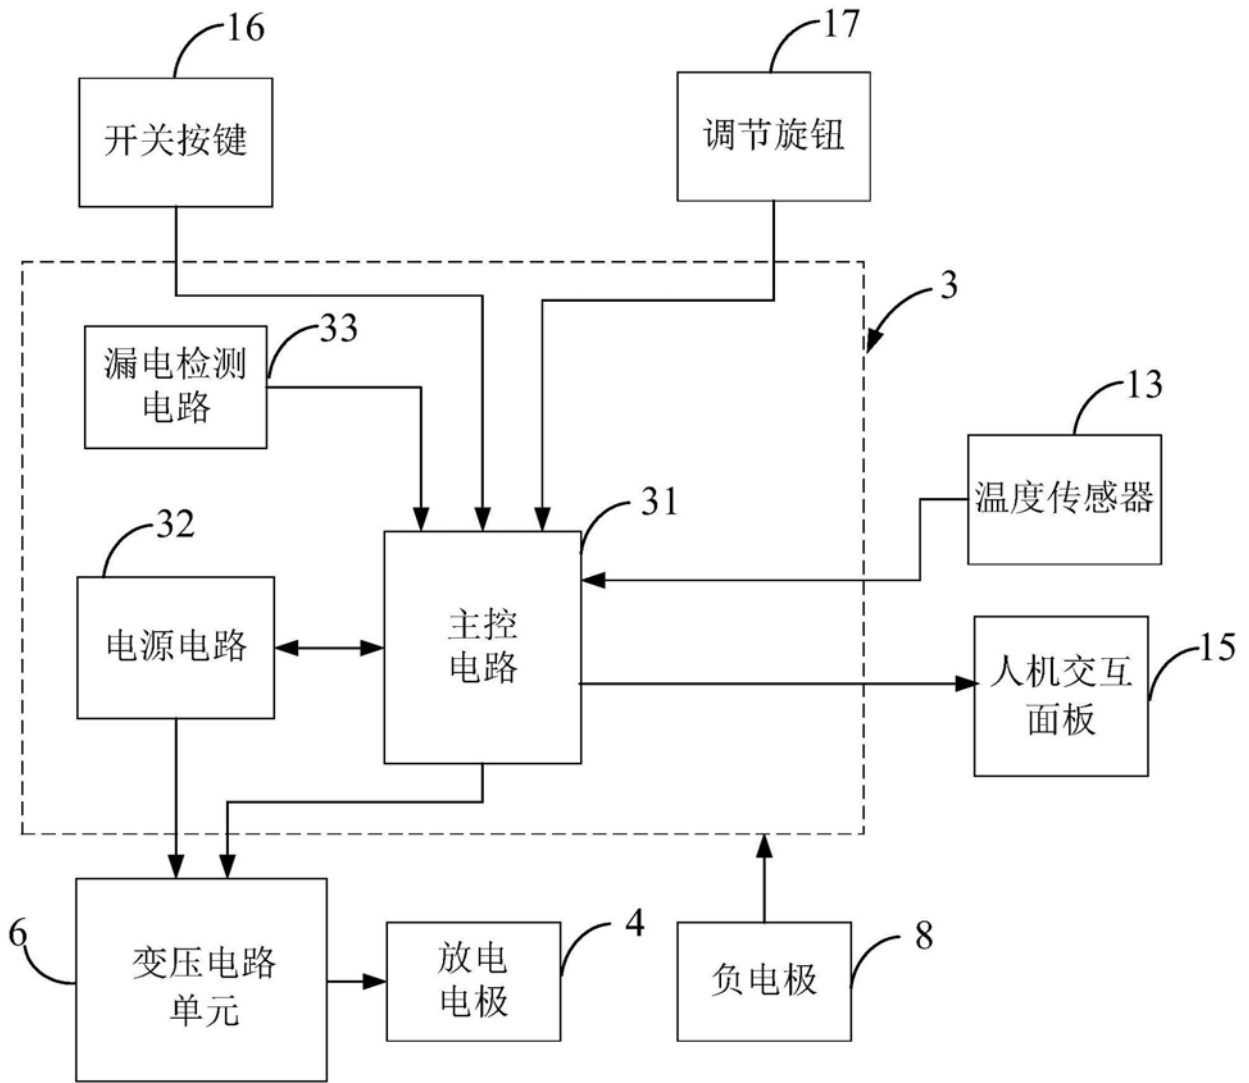 16
17
开关按键
调节旋钮
3
33
漏电检测
电路
13
温度传感器
31
32
主控
电路
电源电路
15
人机交互
面板
6
变压电路
单元
4
放电
电极
8
负电极